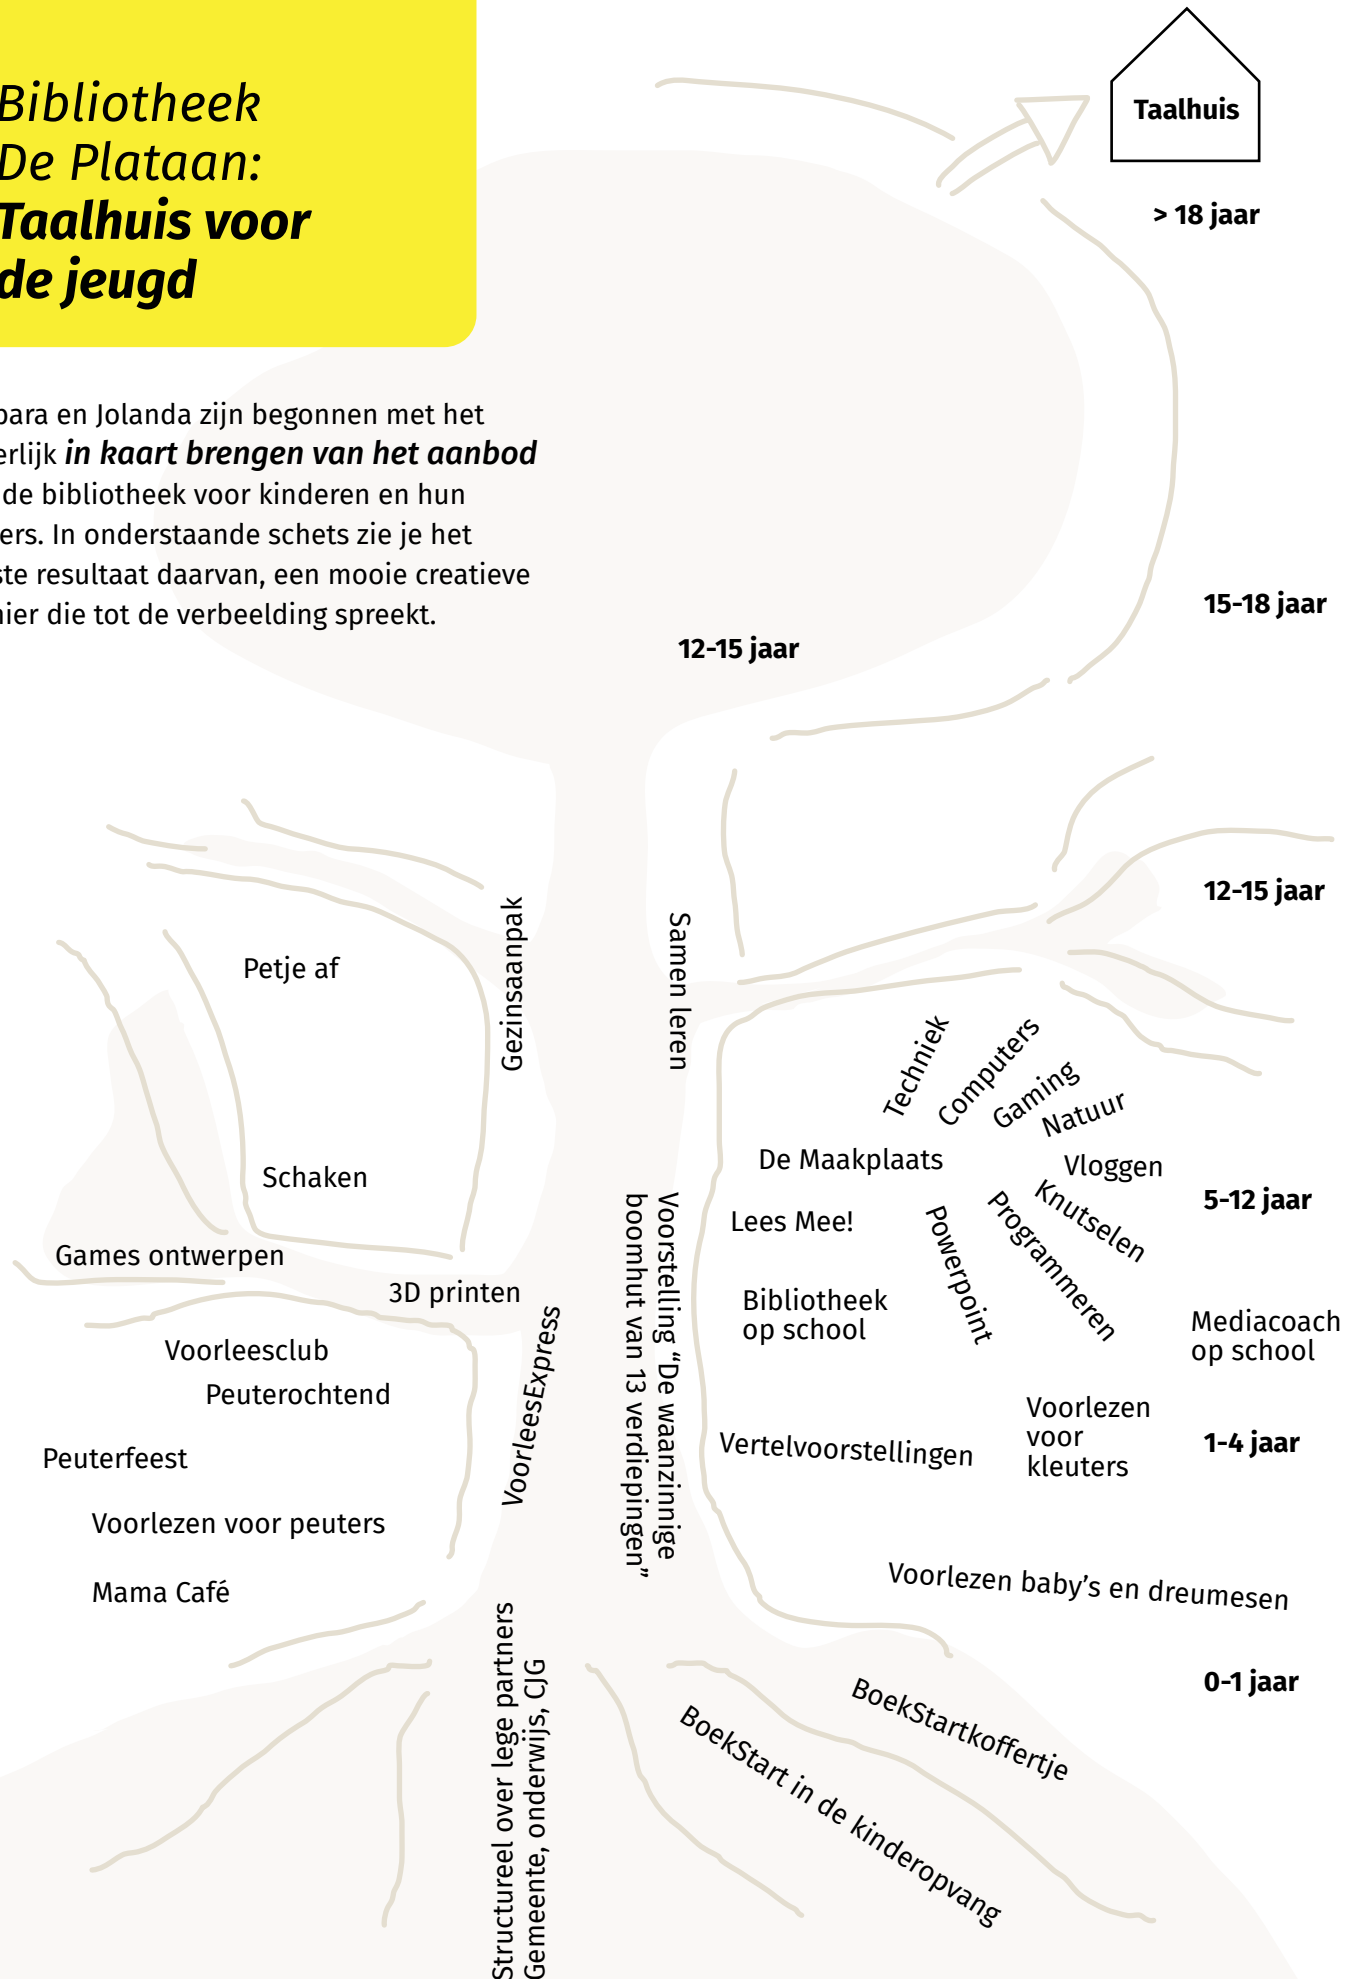 Bibliotheek
De Plataan:
Taalhuis voor
de jeugd
Taalhuis
> 18 jaar
en Jolanda zijn begonnen met het
in kaart brengen van het aanbod
de bibliotheek voor kinderen en hun
In onderstaande schets zie je het
resultaat daarvan, een mooie creatieve
die tot de verbeelding spreekt.
15-18 jaar
12-15 jaar
12-15 jaar
Gezinsaanpak
Samen leren
Petje af
Schaken
Games ontwerpen
3D printen
Techniek
Computers
Gaming
Natuur
De Maakplaats
Vloggen
Knutselen
Programmeren
Powerpoint
5-12 jaar
Lees Mee!
Bibliotheek
op school
Mediacoach
op school
Voorstelling “De waanzinnige
boomhut van 13 verdiepingen”
VoorleesExpress
Voorleesclub
Peuterochtend
Peuterfeest
Voorlezen voor peuters
Mama Café
Vertelvoorstellingen
Voorlezen
voor
kleuters
1-4 jaar
Voorlezen baby’s en dreumesen
0-1 jaar
BoekStartkoffertje
BoekStart in de kinderopvang
Structureel over lege partners
Gemeente, onderwijs, CJG